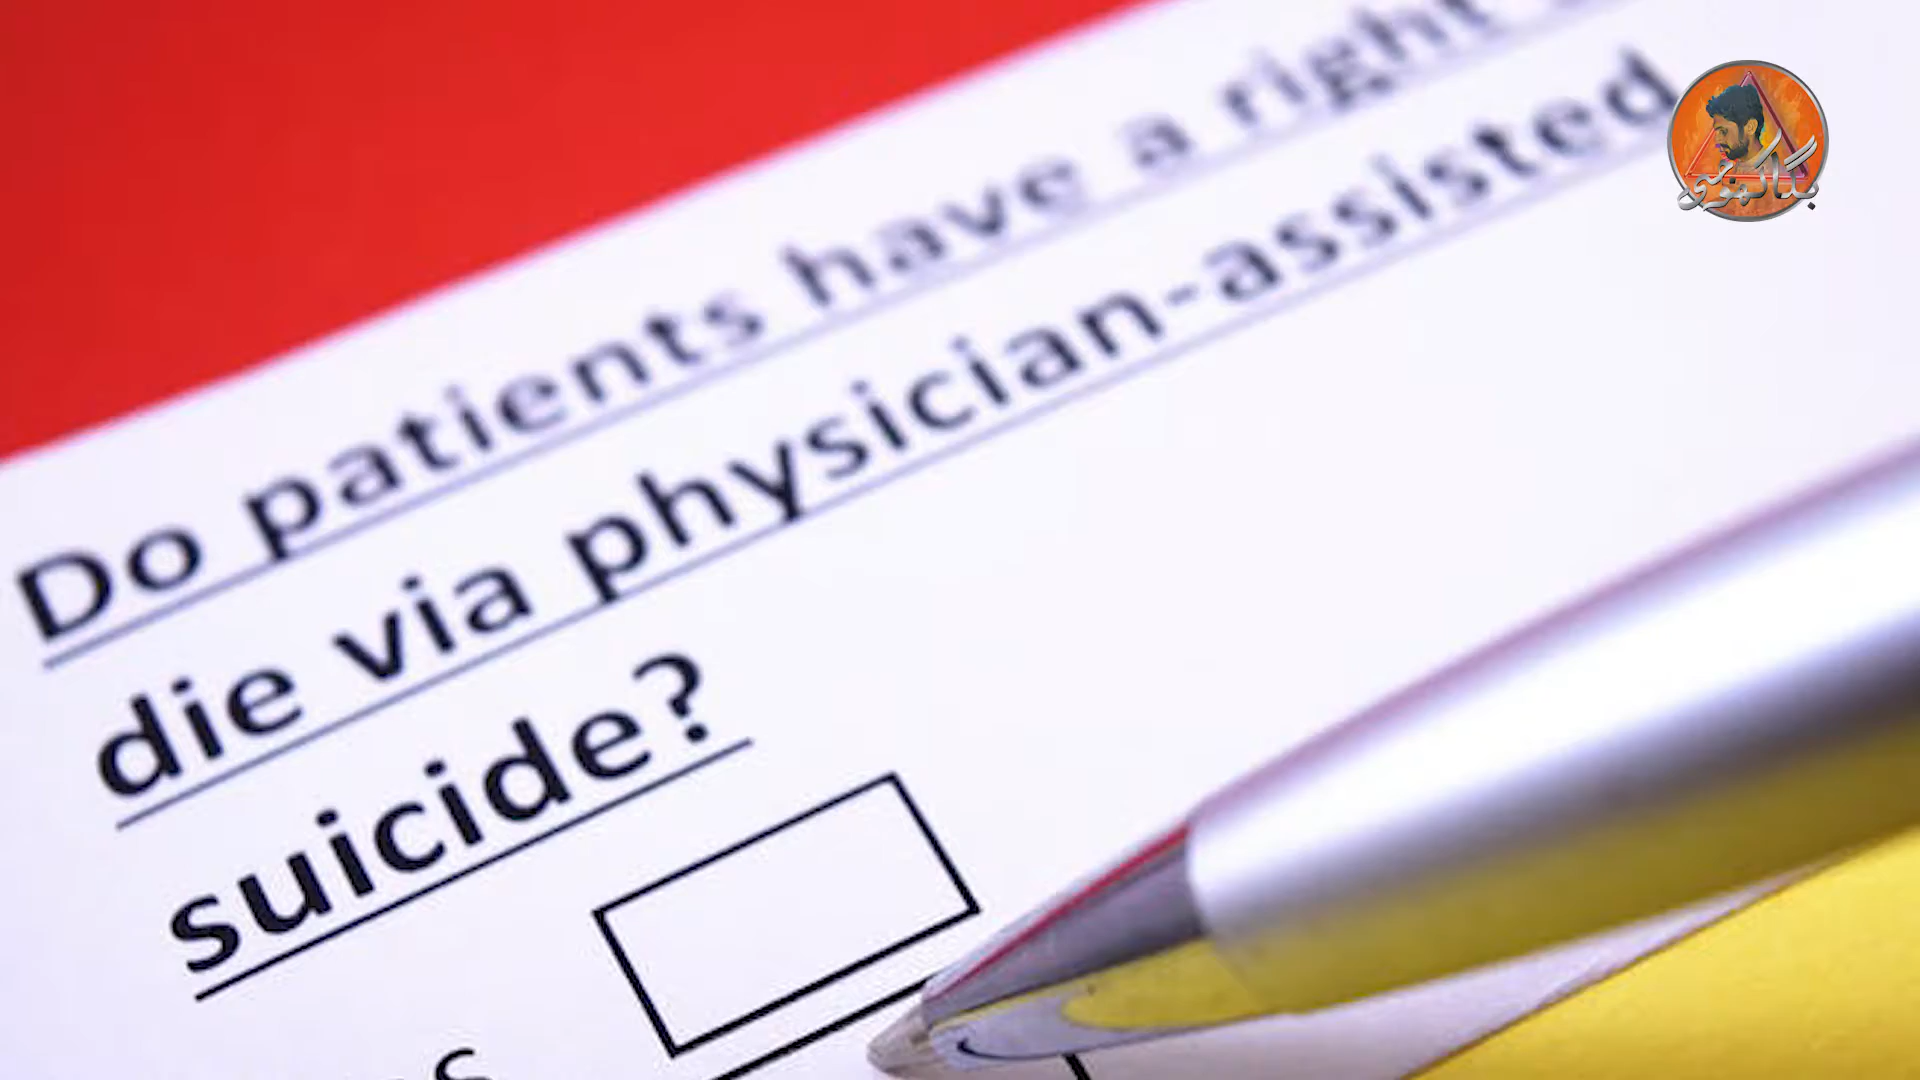 Do patients have a right
die via physician-assisted
suicide?